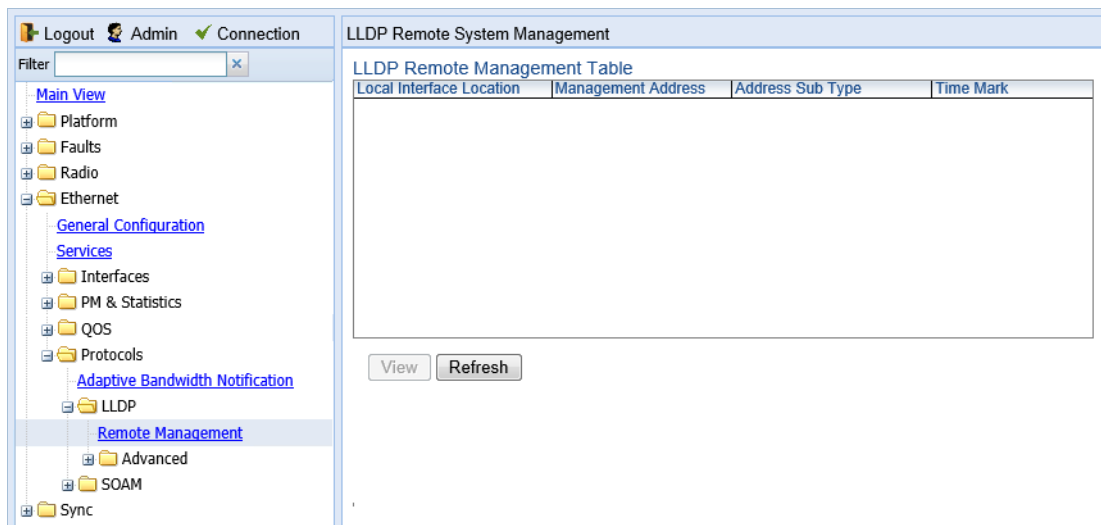 Logout Admin Connection
Filter
Main View
Platform
Faults
Radio
Ethernet
General Configuration
Services
Interfaces
PM & Statistics
QOS
Protocols
Adaptive Bandwidth Notification
LLDP
Remote Management
Advanced
SOAM
Sync
LLDP Remote System Management
LLDP Remote Management Table
Local Interface Location Management Address Address Sub Type Time Mark
View Refresh